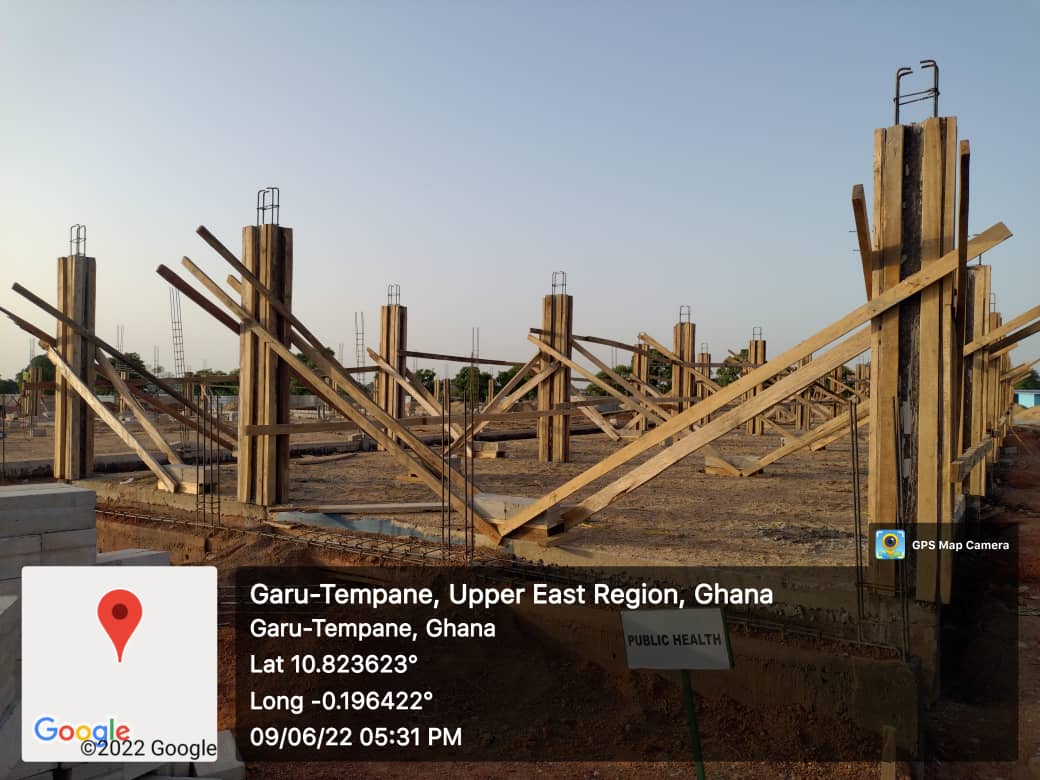 GPS Map Camera
Garu-Tempane, Upper East Region, Ghana
Garu-Tempane, Ghana
Lat 10.823623°
Long -0.196422°
09/06/22 05:31 PM
PUBLIC HEALTH
Google
©2022 Google